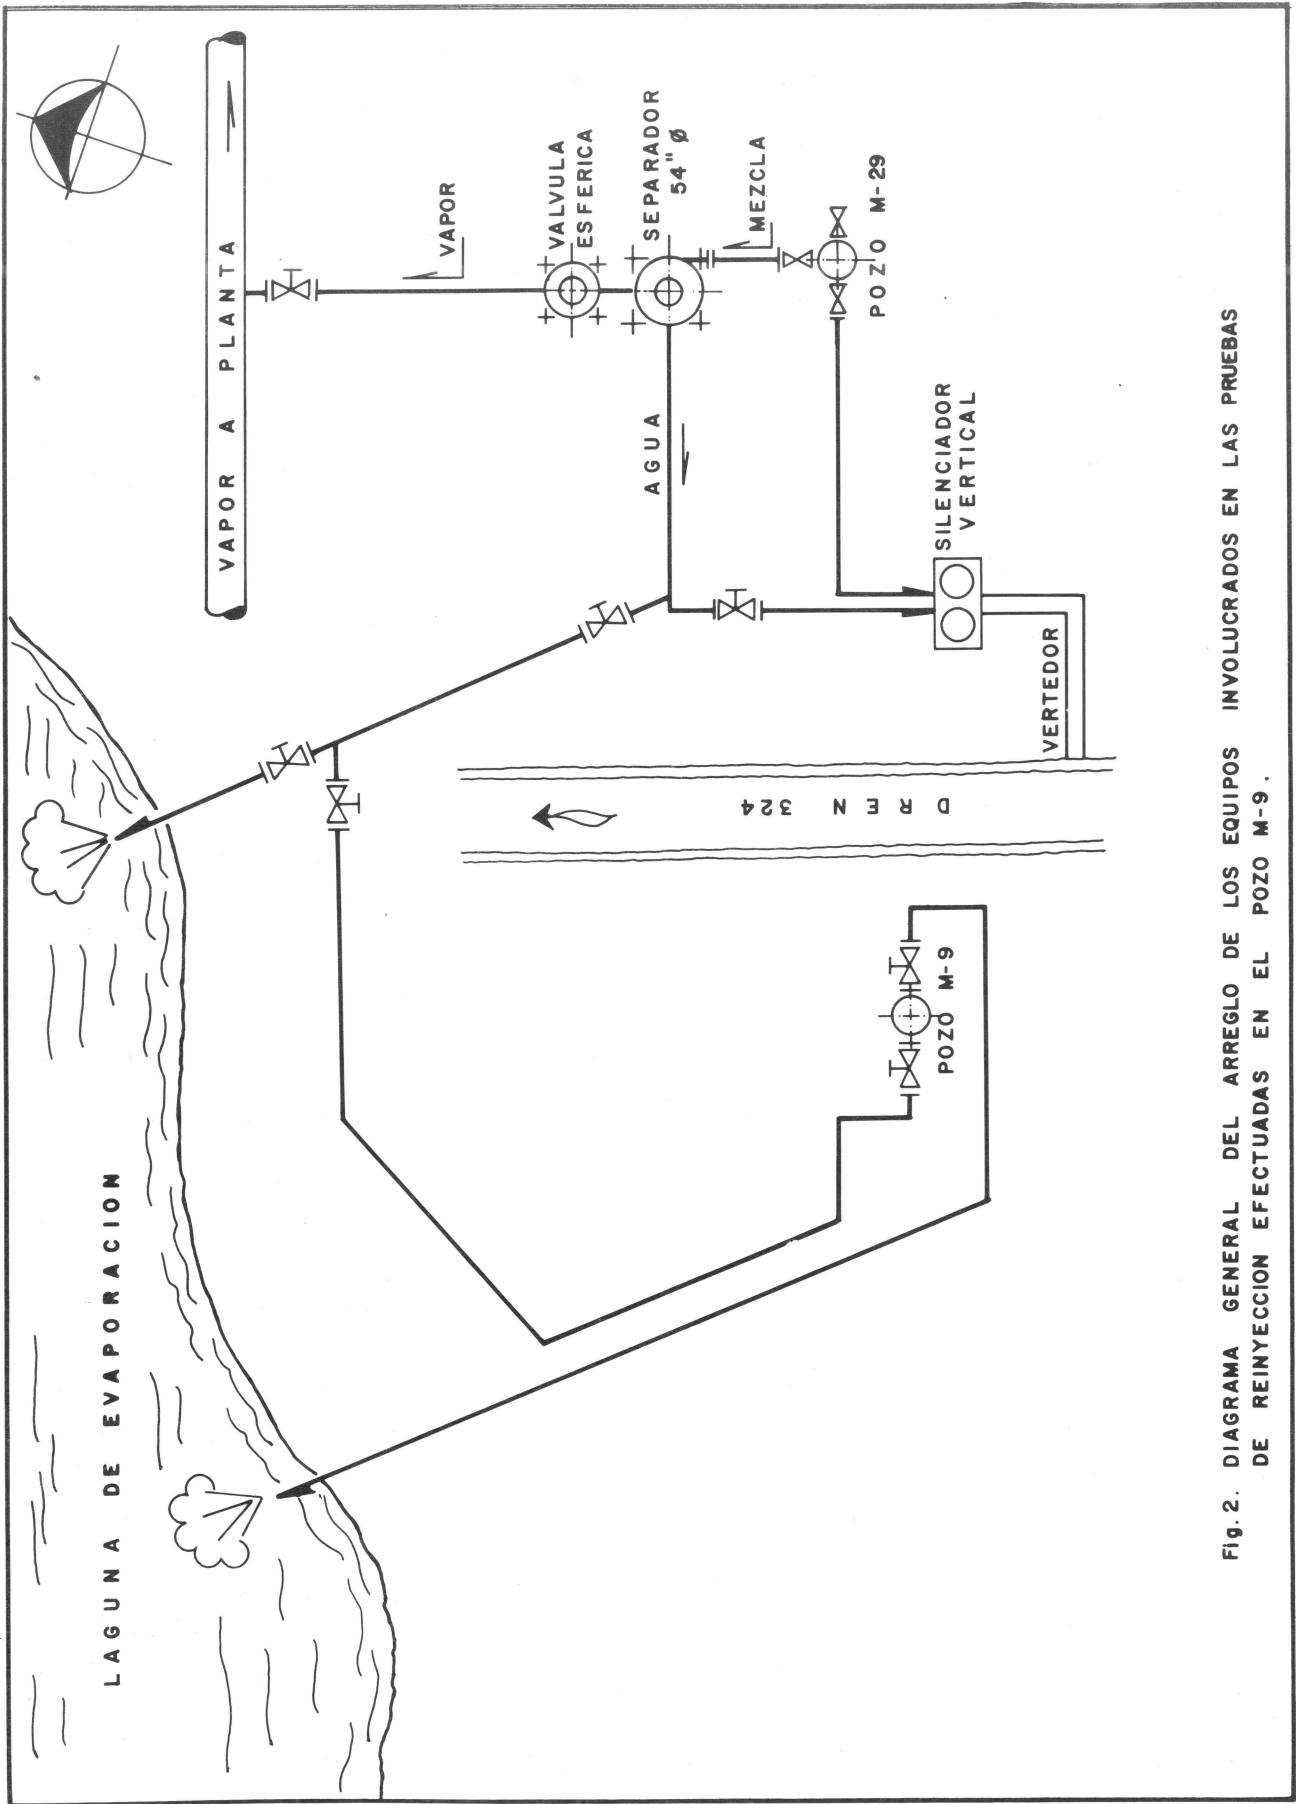 LAGUNA DE EVAPORACION
VAPOR A PLANTA
VAPOR
VALVULA
ESFERICA
SEPARADOR
54" Ø
MEZCLA
POZO M-29
AGUA
SILENCIADOR
VERTICAL
VERTEDOR
DREN 324
POZO M-9
Fig. 2. DIAGRAMA GENERAL DEL ARREGLO DE LOS EQUIPOS INVOLUCRADOS EN LAS PRUEBAS
DE REINYECCION EFECTUADAS EN EL POZO M-9.